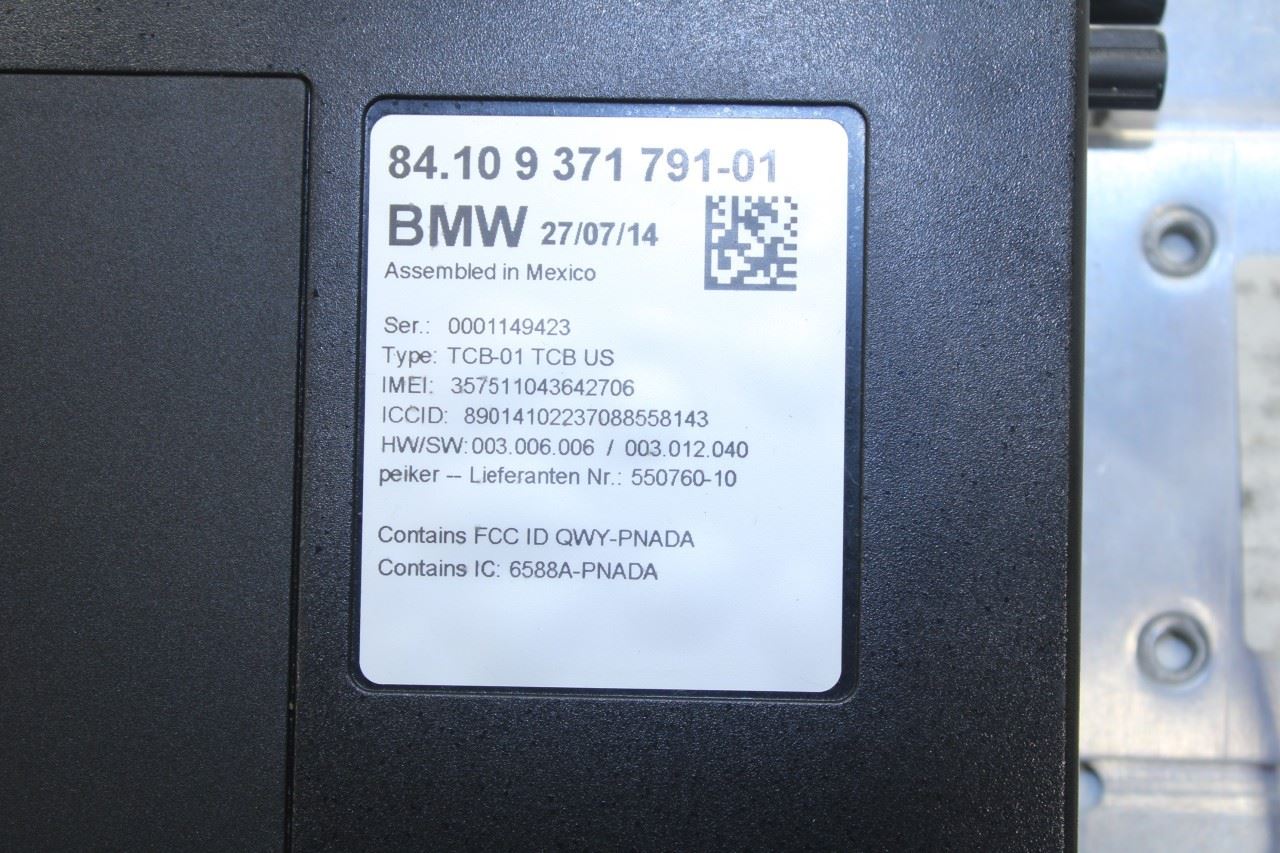 84.10 9 371 791-01
BMW 27/07/14
Assembled in Mexico
Ser.: 0001149423
Type: TCB-01 TCB US
IMEI: 357511043642706
ICCID: 89014102237088558143
HW/SW: 003.006.006 / 003.012.040
peiker -- Lieferanten Nr.: 550760-10
Contains FCC ID QWY-PNADA
Contains IC: 6588A-PNADA